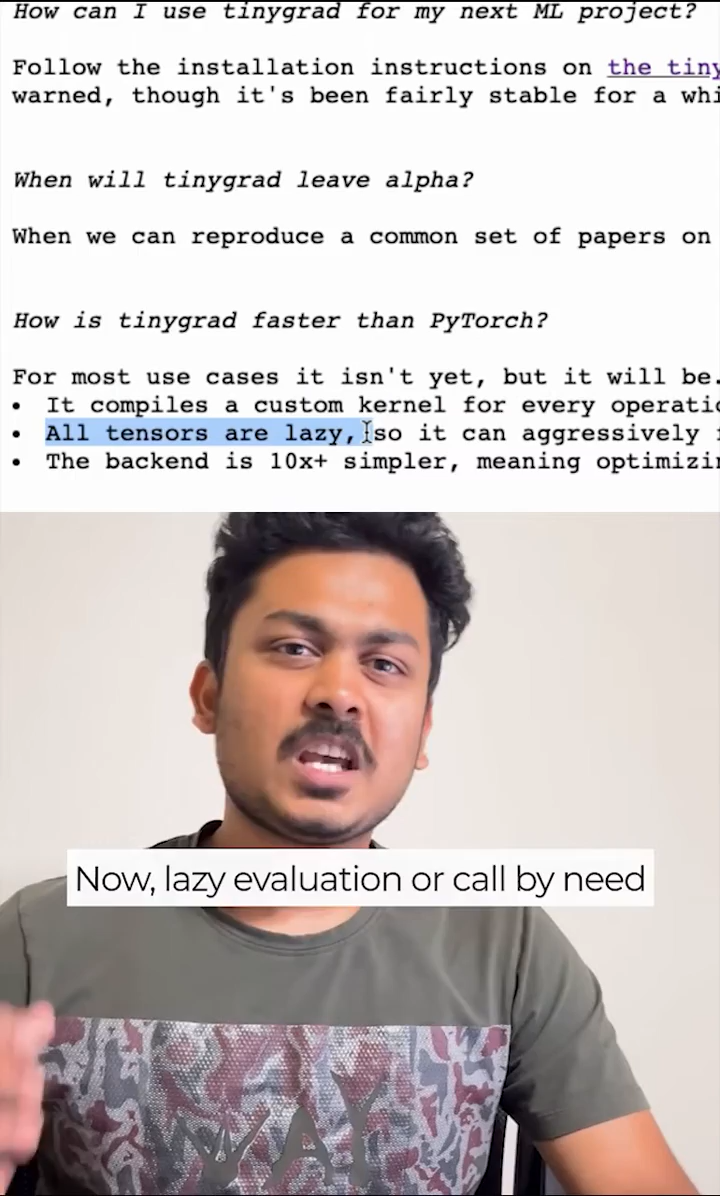 How can I use tinygrad for my next ML project?
Follow the installation instructions on the tiny
warned, though it's been fairly stable for a whi
When will tinygrad leave alpha?
When we can reproduce a common set of papers on
How is tinygrad faster than PyTorch?
For most use cases it isn't yet, but it will be.
• It compiles a custom kernel for every operatio
• All tensors are lazy, so it can aggressively f
• The backend is 10x+ simpler, meaning optimizin
Now, lazy evaluation or call by need
WAY